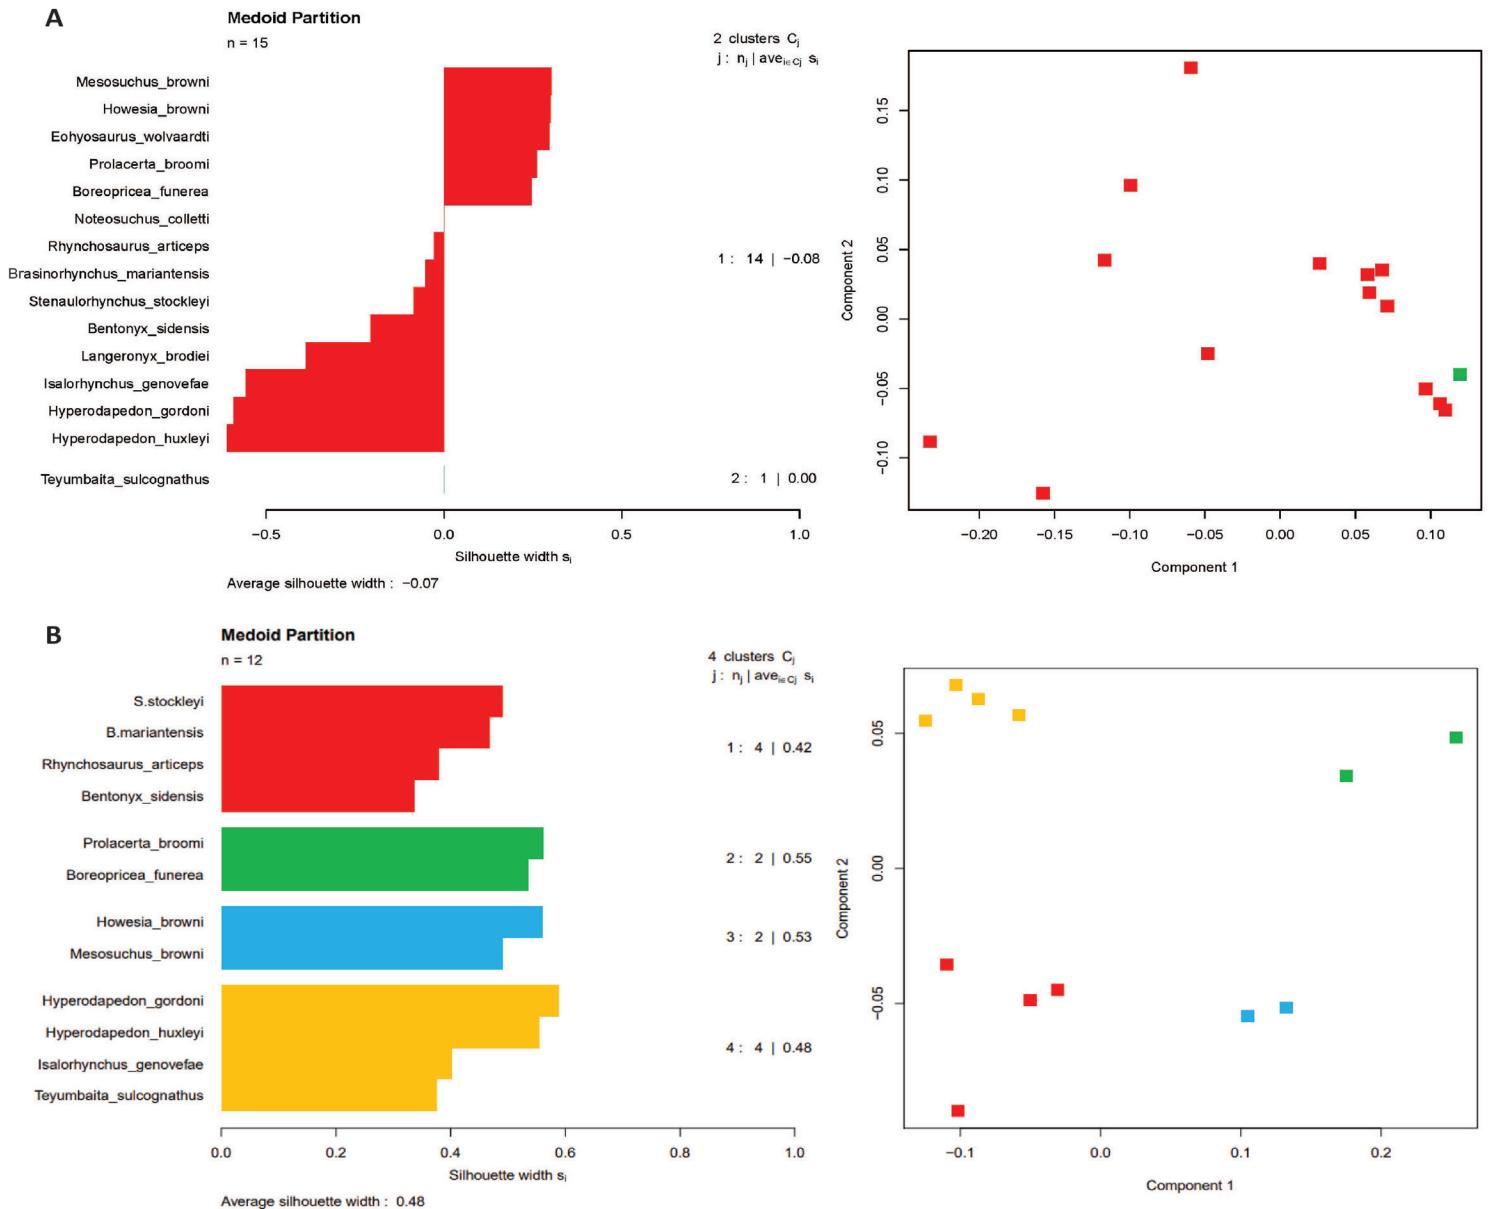 A
Medoid Partition
n = 15
2 clusters Cj
j : nj | avei∈Cj si
Mesosuchus_browni
Howesia_browni
Eohyosaurus_wolvaardti
Prolacerta_broomi
Boreopricea_funerea
Noteosuchus_colletti
Rhynchosaurus_articeps
Brasinorhynchus_mariantensis
Stenaulorhynchus_stockleyi
Bentonyx_sidensis
Langeronyx_brodiei
Isalorhynchus_genovefae
Hyperodapedon_gordoni
Hyperodapedon_huxleyi
Teyumbaita_sulcognathus
1 : 14 | −0.08
2 : 1 | 0.00
−0.5 0.0 0.5 1.0
Silhouette width si
Average silhouette width : −0.07
Component 2
0.15
0.10
0.05
0.00
−0.05
−0.10
−0.20 −0.15 −0.10 −0.05 0.00 0.05 0.10
Component 1
B
Medoid Partition
n = 12
4 clusters Cj
j : nj | avei∈Cj si
S.stockleyi
B.mariantensis
Rhynchosaurus_articeps
Bentonyx_sidensis
Prolacerta_broomi
Boreopricea_funerea
Howesia_browni
Mesosuchus_browni
Hyperodapedon_gordoni
Hyperodapedon_huxleyi
Isalorhynchus_genovefae
Teyumbaita_sulcognathus
1 : 4 | 0.42
2 : 2 | 0.55
3 : 2 | 0.53
4 : 4 | 0.48
0.0 0.2 0.4 0.6 0.8 1.0
Silhouette width si
Average silhouette width : 0.48
Component 2
0.05
0.00
−0.05
−0.1 0.0 0.1 0.2
Component 1